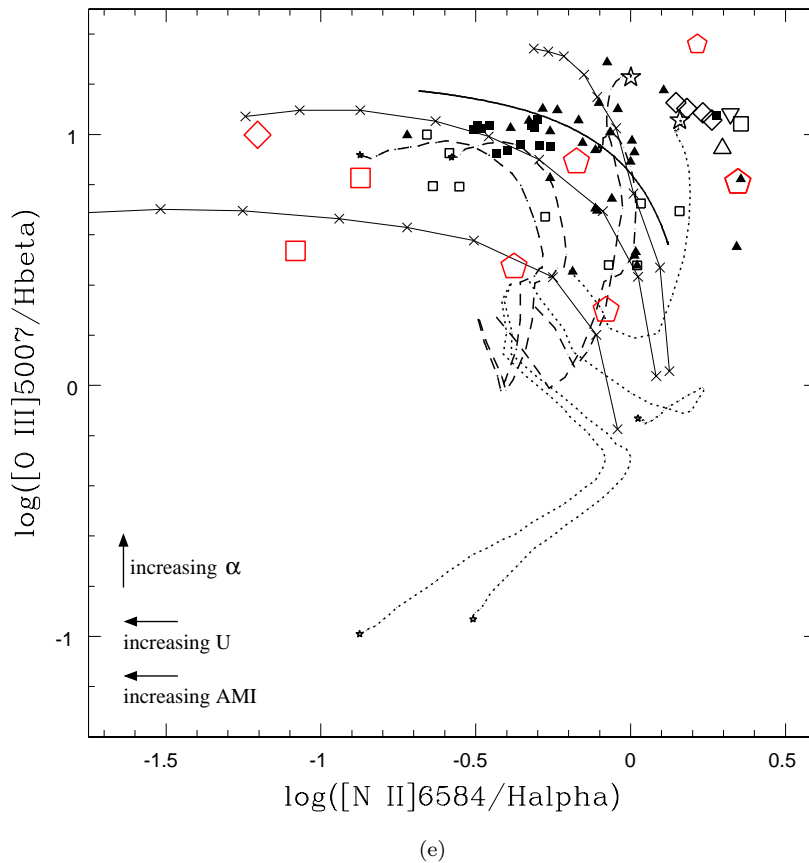 1
0
-1
log([O III]5007/Hbeta)
increasing α
increasing U
increasing AMI
-1.5 -1 -0.5 0 0.5
log([N II]6584/Halpha)
(e)